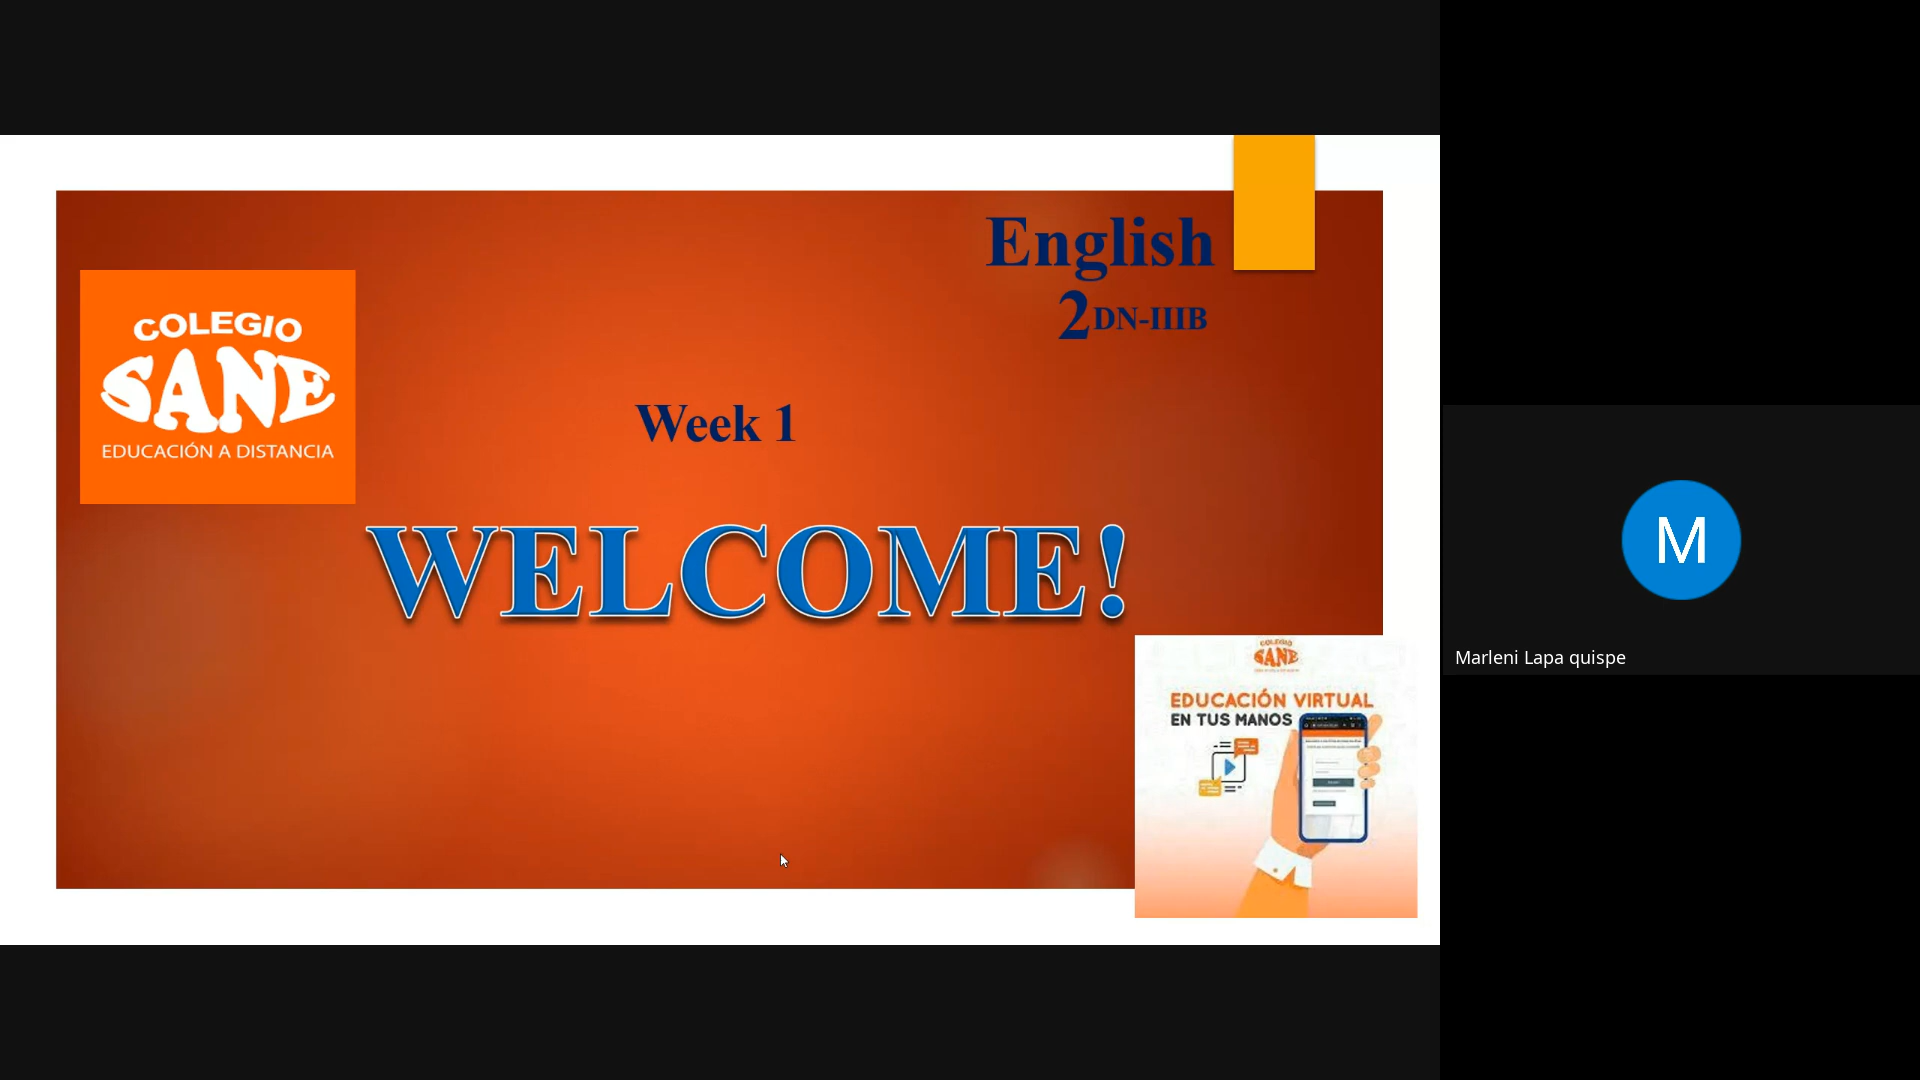 English
2DN-IIIB
COLEGIO
SANE
EDUCACIÓN A DISTANCIA
Week 1
WELCOME!
COLEGIO
SANE
EDUCACIÓN VIRTUAL
EN TUS MANOS
M
Marleni Lapa quispe